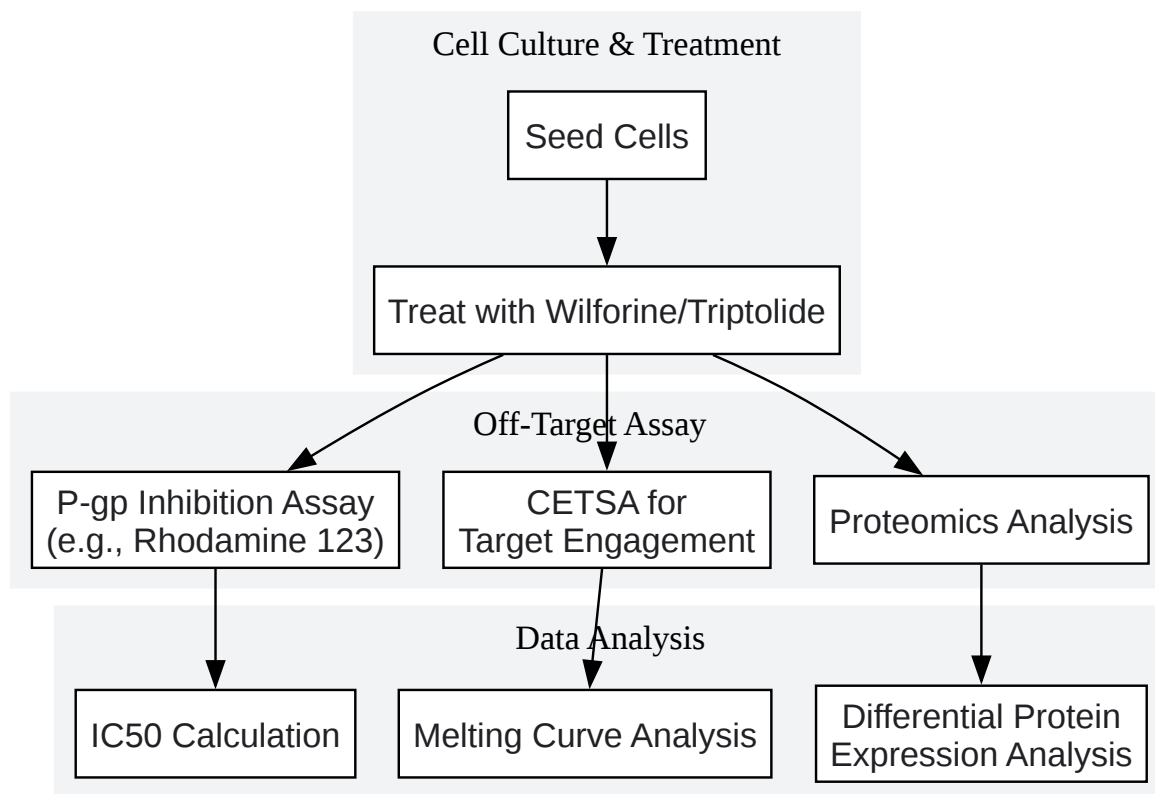 Cell Culture & Treatment
Seed Cells
Treat with Wilforine/Triptolide
Off-Target Assay
P-gp Inhibition Assay
(e.g., Rhodamine 123)
CETSA for
Target Engagement
Proteomics Analysis
Data Analysis
IC50 Calculation
Melting Curve Analysis
Differential Protein
Expression Analysis